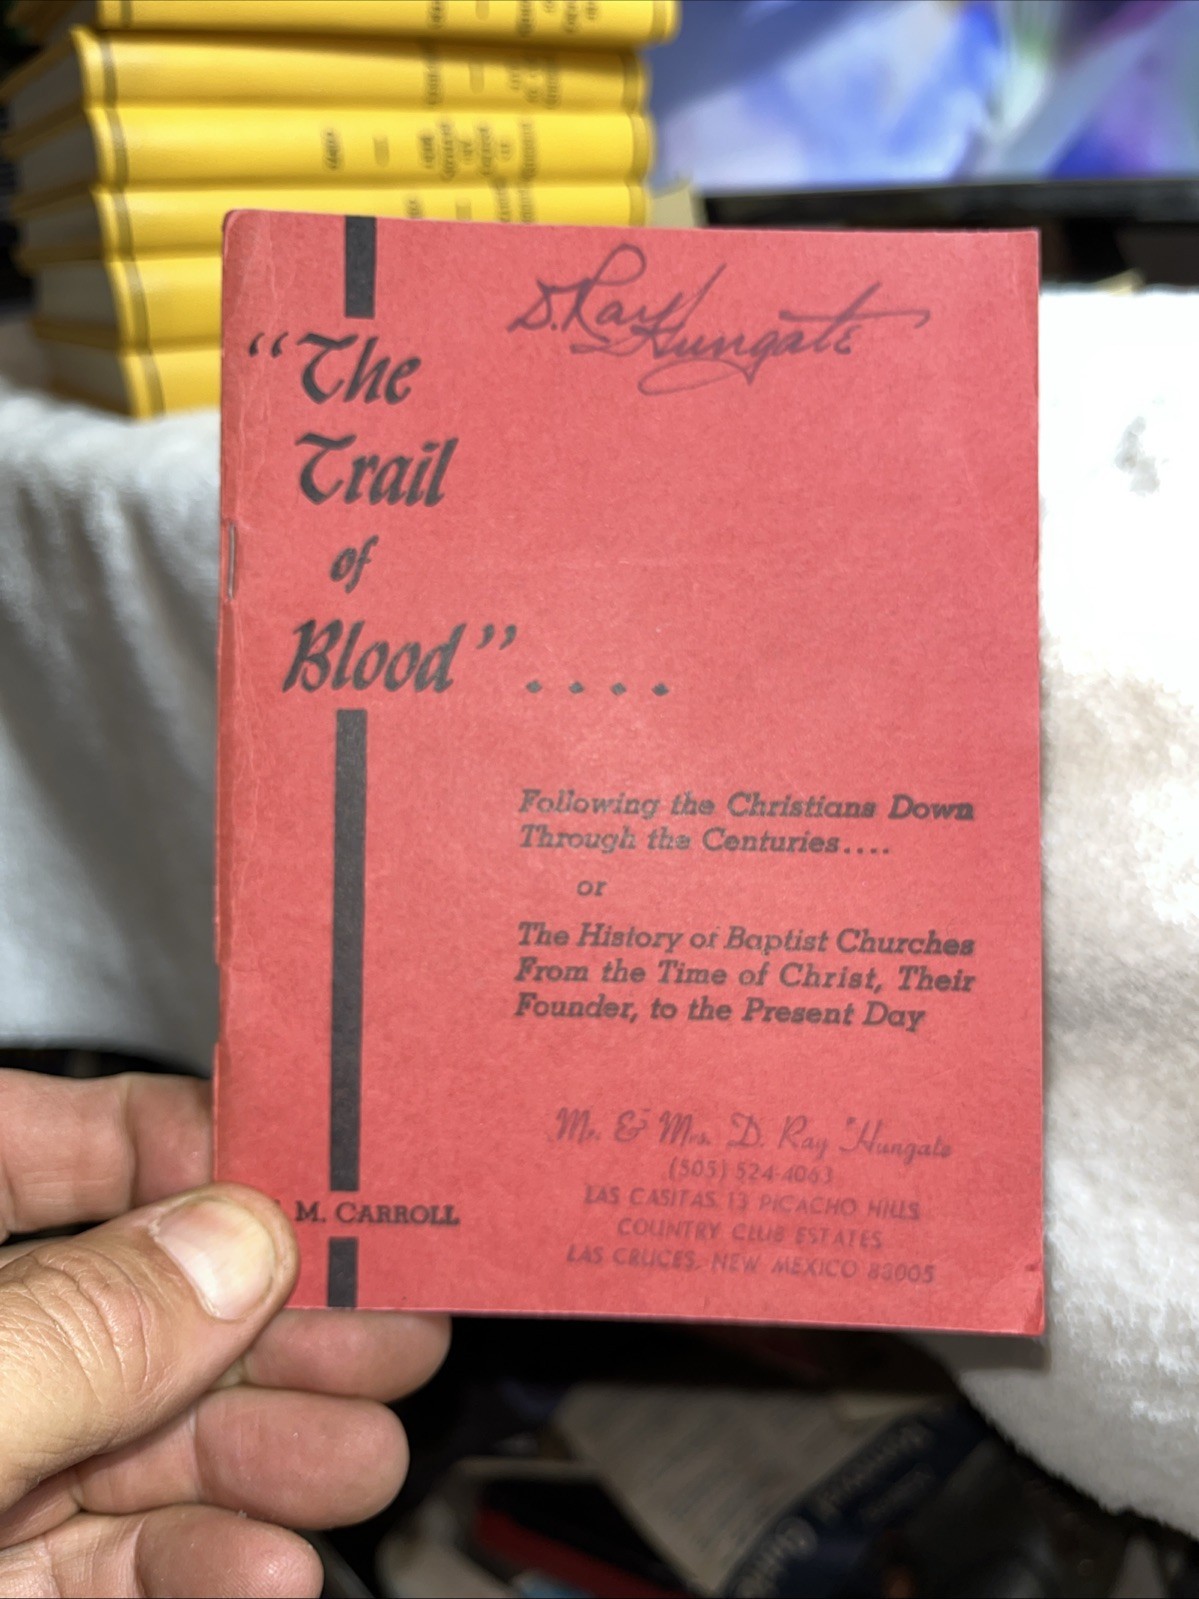 D. Ray Hungate
“The
Trail
of
Blood”....
Following the Christians Down
Through the Centuries....
or
The History of Baptist Churches
From the Time of Christ, Their
Founder, to the Present Day
Mr. & Mrs. D. Ray Hungate
(505) 524-4063
LAS CASITAS 13 PICACHO HILLS
COUNTRY CLUB ESTATES
LAS CRUCES, NEW MEXICO 88005
M. CARROLL